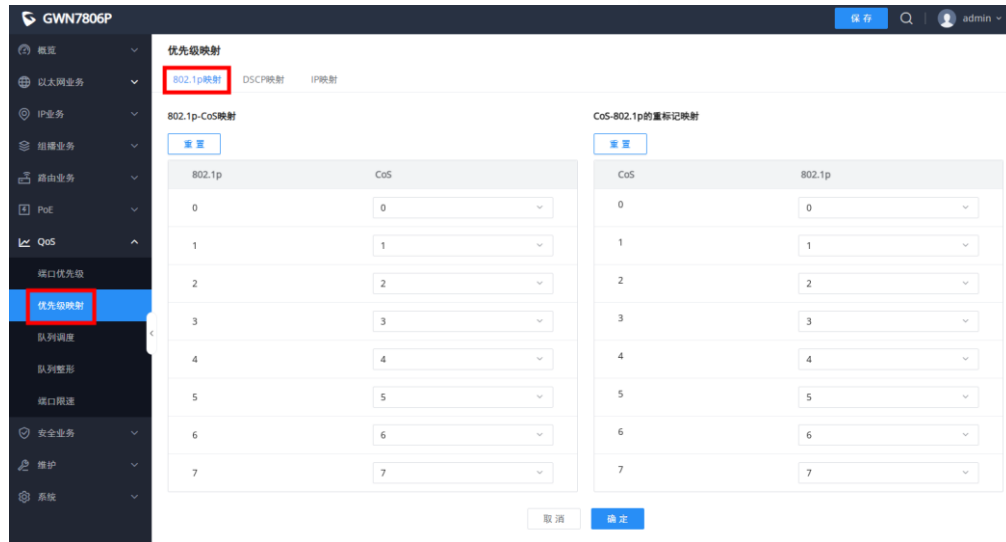 GWN7806P
保存
admin
概览
以太网业务
IP业务
组播业务
路由业务
PoE
QoS
端口优先级
优先级映射
队列调度
队列整形
端口限速
安全业务
维护
系统
优先级映射
802.1p映射 DSCP映射 IP映射
802.1p-CoS映射
重置
802.1p CoS
0 0
1 1
2 2
3 3
4 4
5 5
6 6
7 7
CoS-802.1p的重标记映射
重置
CoS 802.1p
0 0
1 1
2 2
3 3
4 4
5 5
6 6
7 7
取消 确定